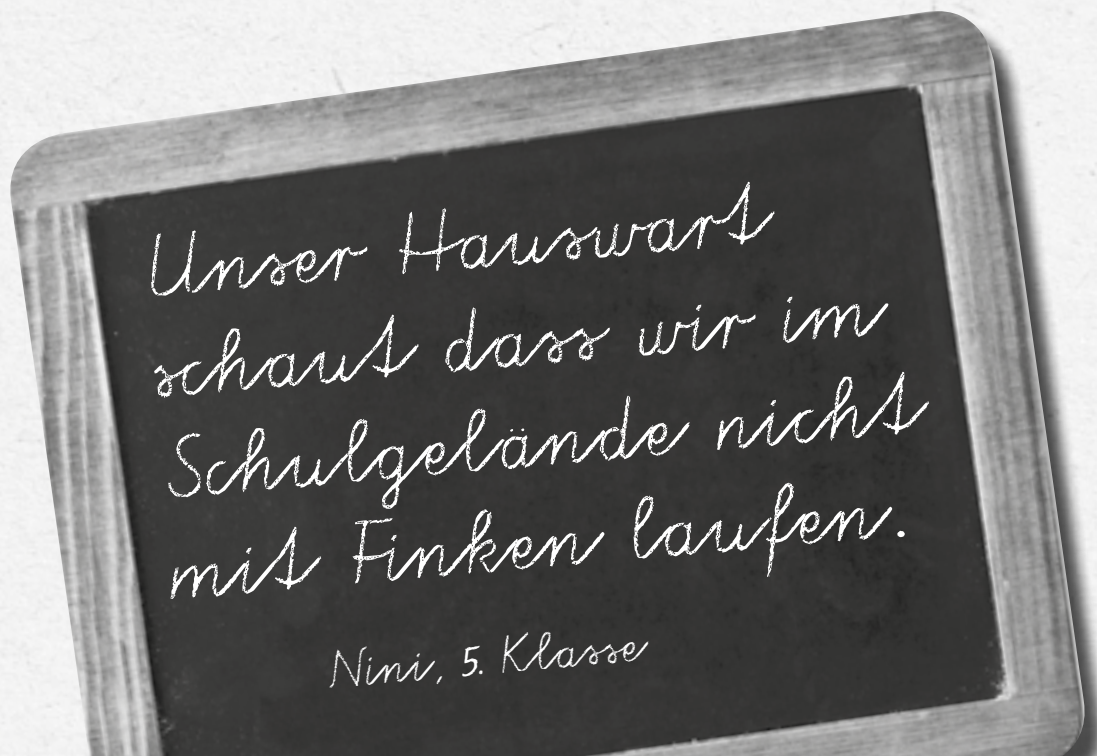 Unser Hauswart
schaut dass wir im
Schulgelände nicht
mit Finken laufen.
Nini, 5. Klasse